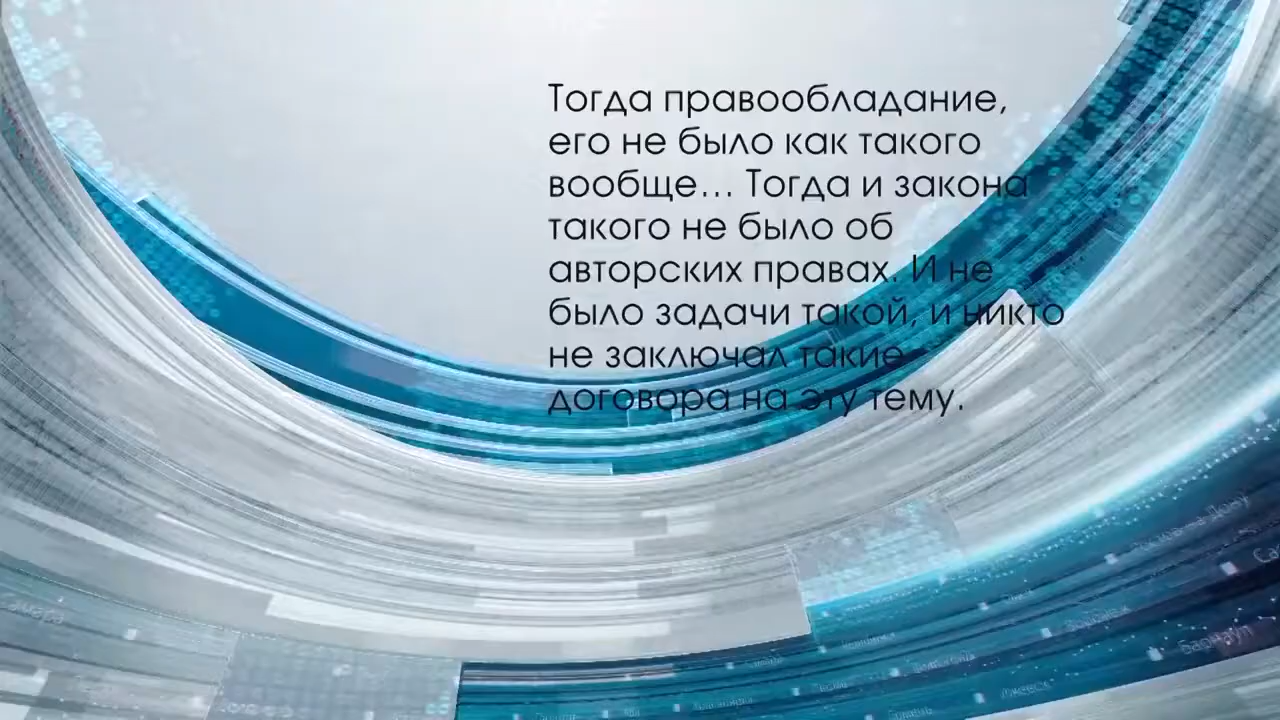 Тогда правообладание,
его не было как такого
вообще... Тогда и закона
такого не было об
авторских правах. И не
было задачи такой, и никто
не заключал такие
договора на эту тему.
Барнаул